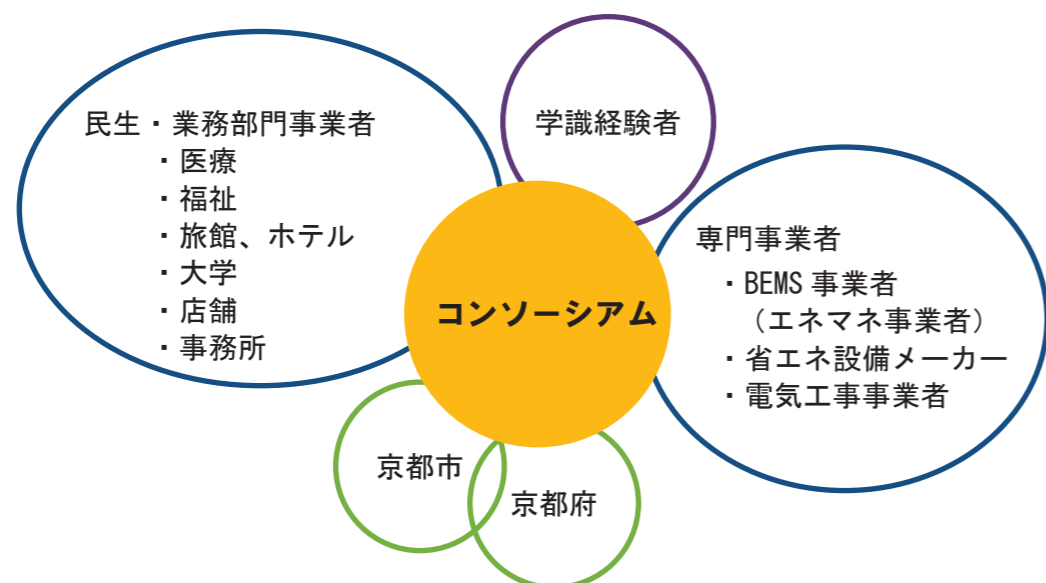 民生・業務部門事業者
・医療
・福祉
・旅館、ホテル
・大学
・店舗
・事務所
学識経験者
コンソーシアム
専門事業者
・BEMS 事業者
（エネマネ事業者）
・省エネ設備メーカー
・電気工事事業者
京都市
京都府